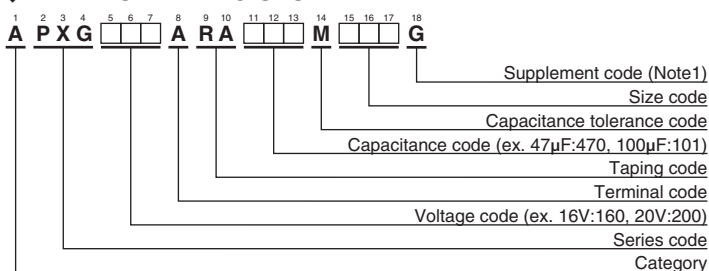 1 2 3 4 5 6 7 8 9 10 11 12 13 14 15 16 17 18
A P X G A R A M G
Supplement code (Note1)
Size code
Capacitance tolerance code
Capacitance code (ex. 47µF:470, 100µF:101)
Taping code
Terminal code
Voltage code (ex. 16V:160, 20V:200)
Series code
Category